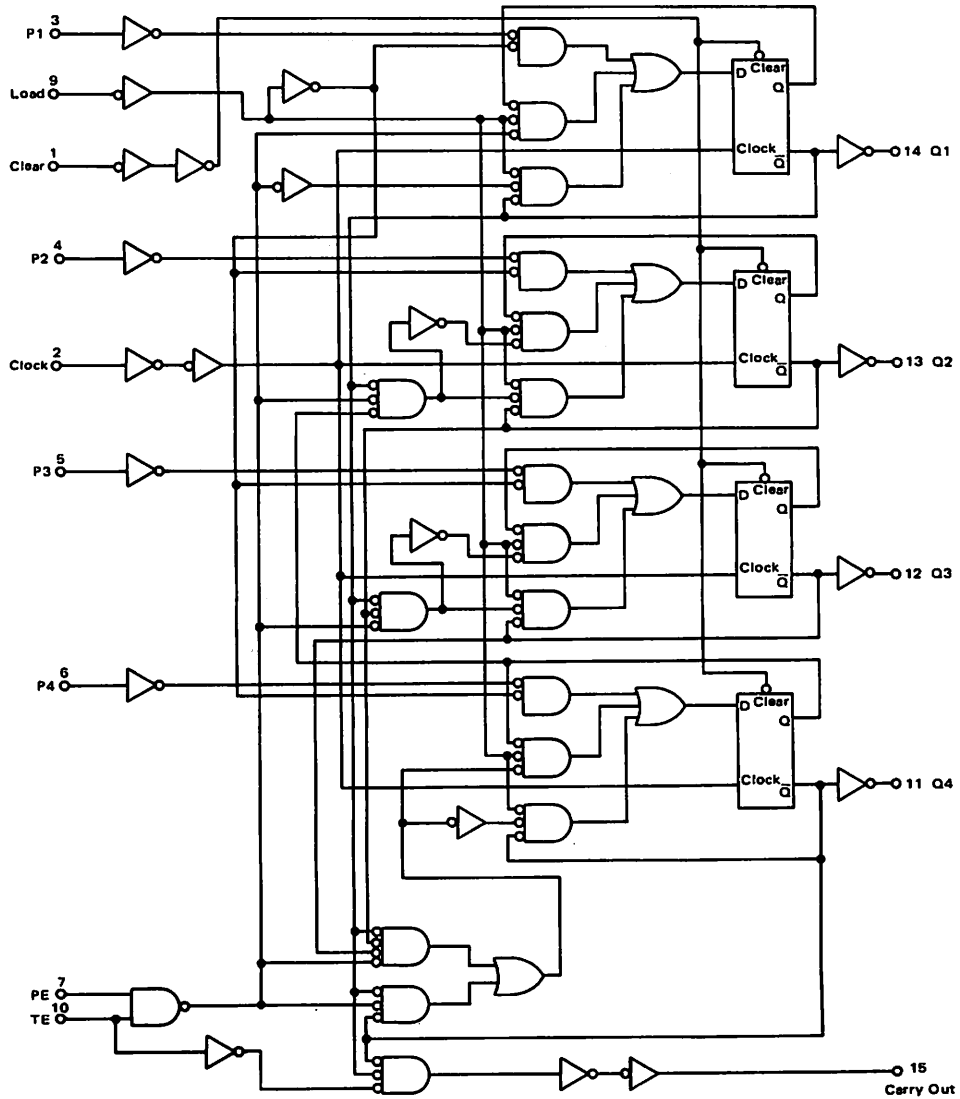 3
P1
9
Load
1
Clear
D Clear
Q
Clock
Q̅
14 Q1
4
P2
D Clear
Q
2
Clock
Clock
Q̅
13 Q2
5
P3
D Clear
Q
Clock
Q̅
12 Q3
6
P4
D Clear
Q
Clock
Q̅
11 Q4
7
PE
10
TE
15
Carry Out